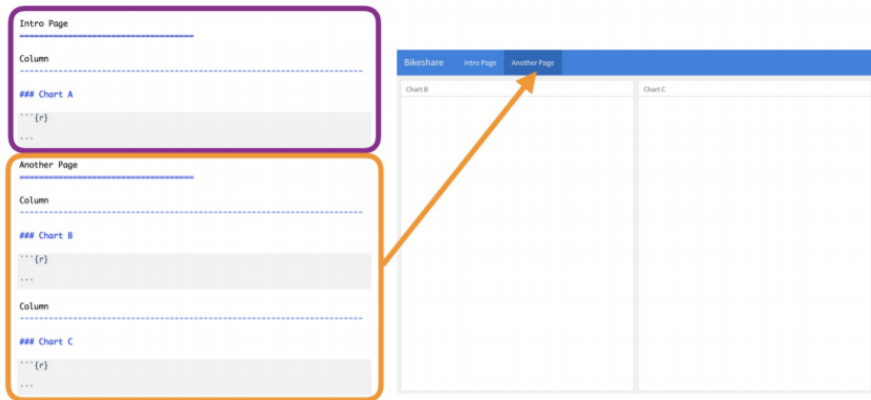 Intro Page
==================================
Column
-----------------------------------------------------------------------
### Chart A
```{r}
```
Another Page
==================================
Column
-----------------------------------------------------------------------
### Chart B
```{r}
```
Column
-----------------------------------------------------------------------
### Chart C
```{r}
```
Bikeshare Intro Page Another Page
Chart B Chart C